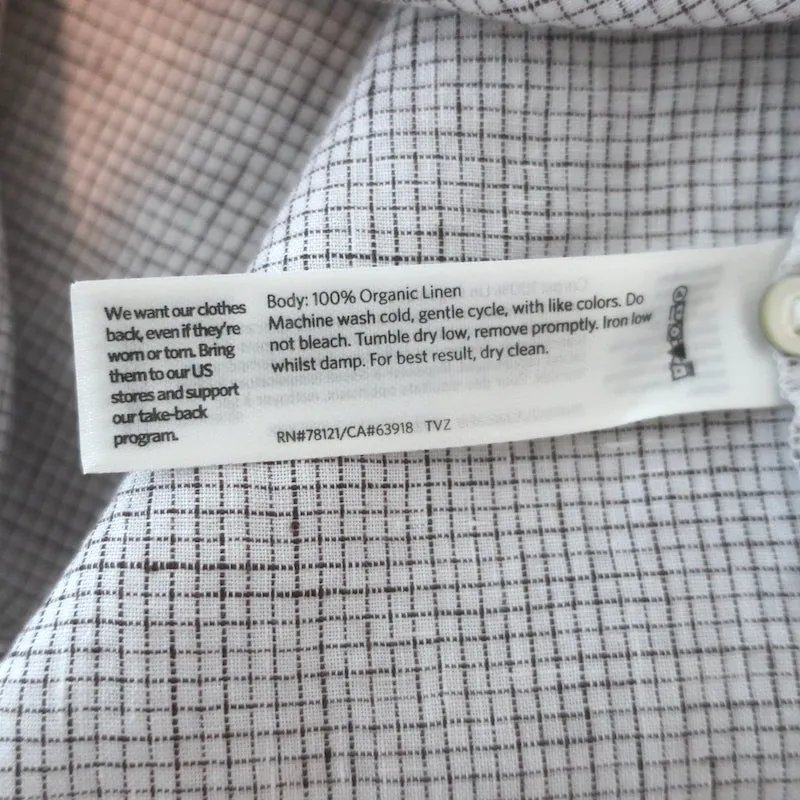 We want our clothes
back, even if they're
worn or torn. Bring
them to our US
stores and support
our take-back
program.
Body: 100% Organic Linen
Machine wash cold, gentle cycle, with like colors. Do
not bleach. Tumble dry low, remove promptly. Iron low
whilst damp. For best result, dry clean.
RN#78121/CA#63918 TVZ